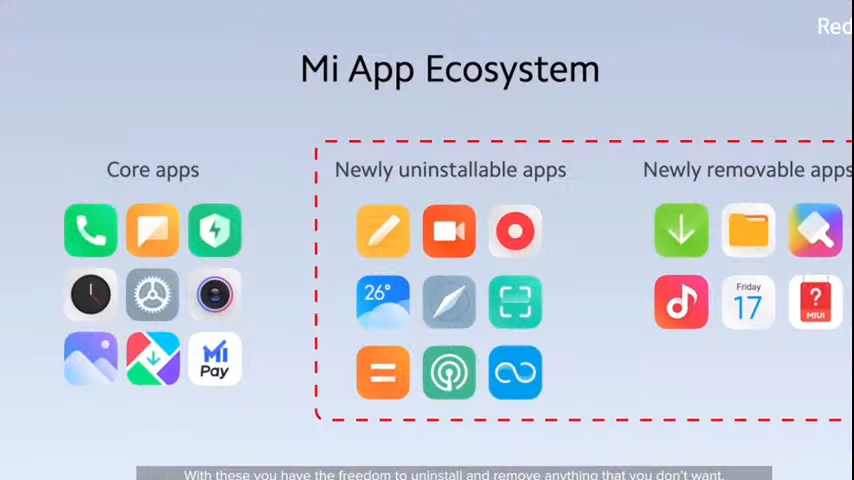 Red
Mi App Ecosystem
Core apps
Newly uninstallable apps
Newly removable apps
26°
Friday
17
?
MIUI
Mi
Pay
With these you have the freedom to uninstall and remove anything that you don't want.